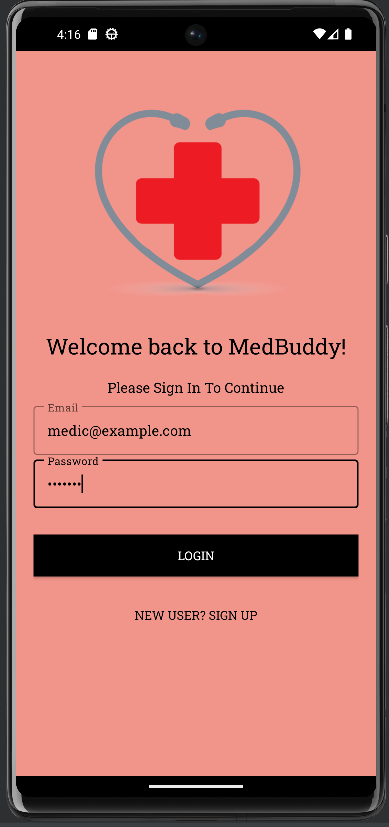 4:16
Welcome back to MedBuddy!
Please Sign In To Continue
Email
medic@example.com
Password
•••••••
LOGIN
NEW USER? SIGN UP